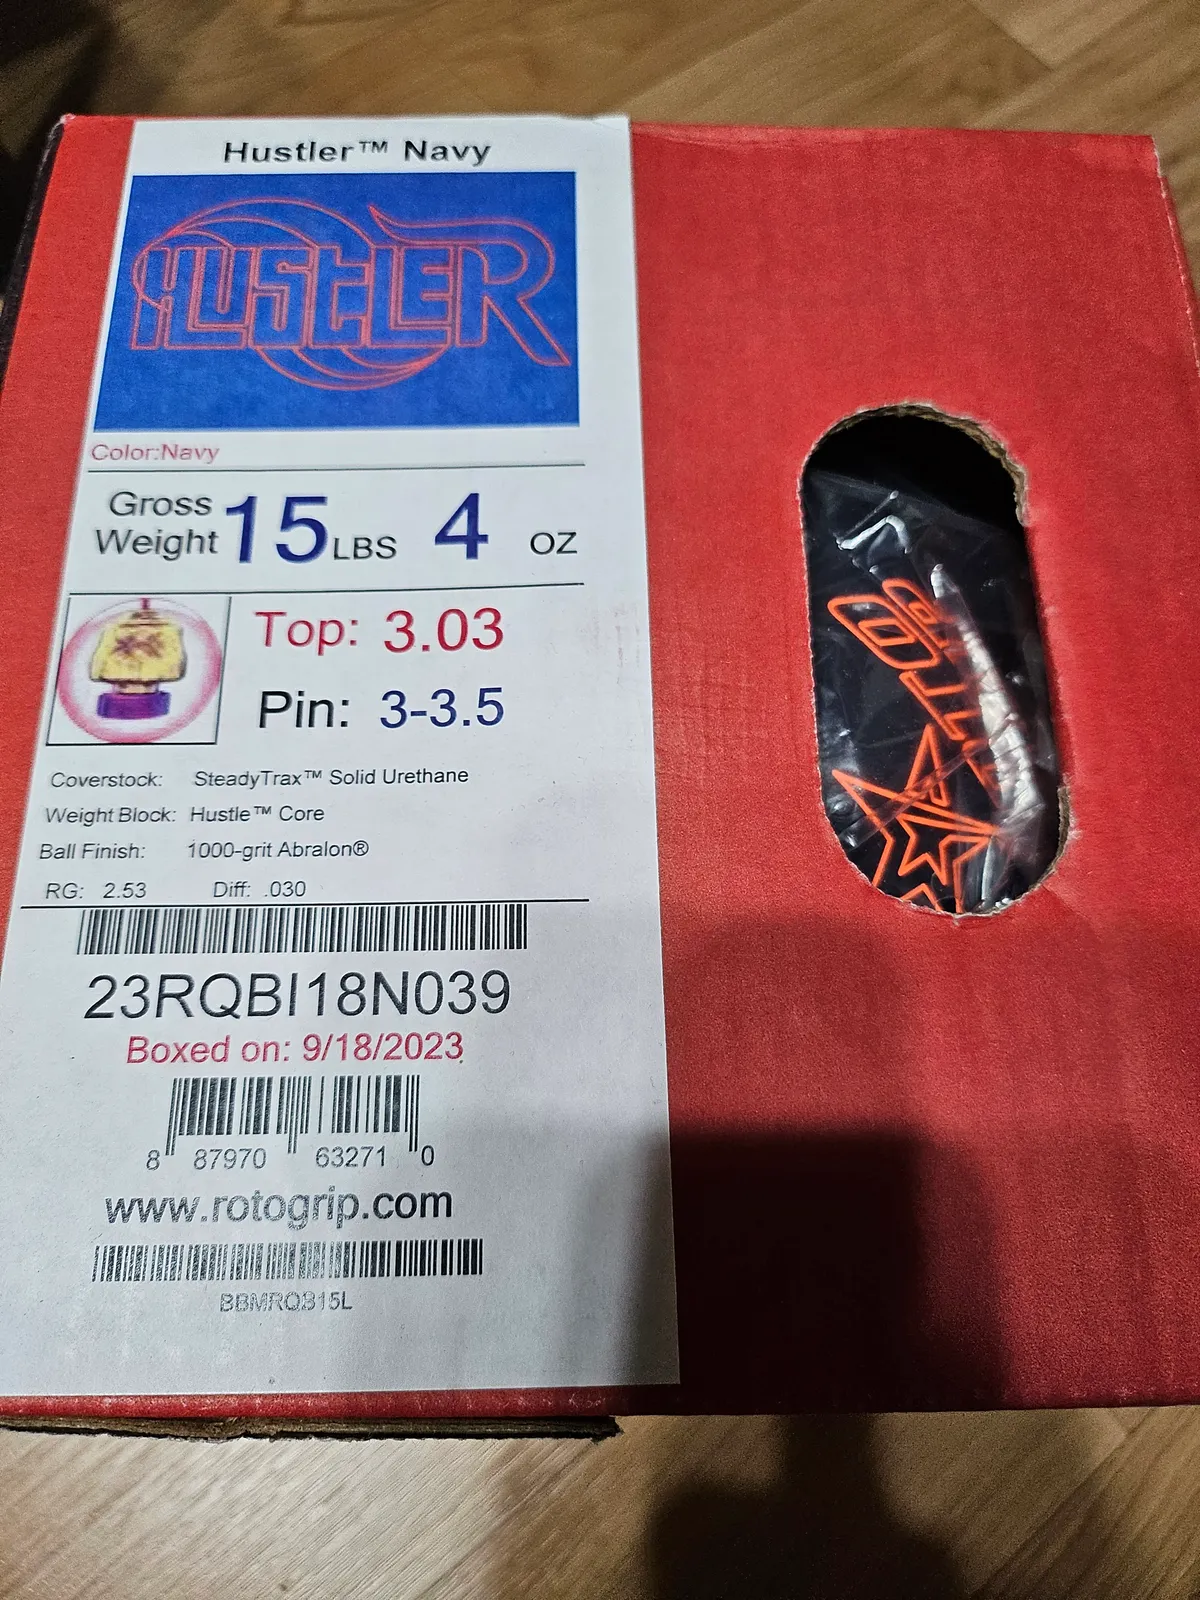 Hustler™ Navy
HUSTLER
Color:Navy
Gross Weight 15 LBS 4 OZ
Top: 3.03
Pin: 3-3.5
Coverstock: SteadyTrax™ Solid Urethane
Weight Block: Hustle™ Core
Ball Finish: 1000-grit Abralon®
RG: 2.53 Diff: .030
23RQBI18N039
Boxed on: 9/18/2023
8 87970 63271 0
www.rotogrip.com
BBMRQB15L